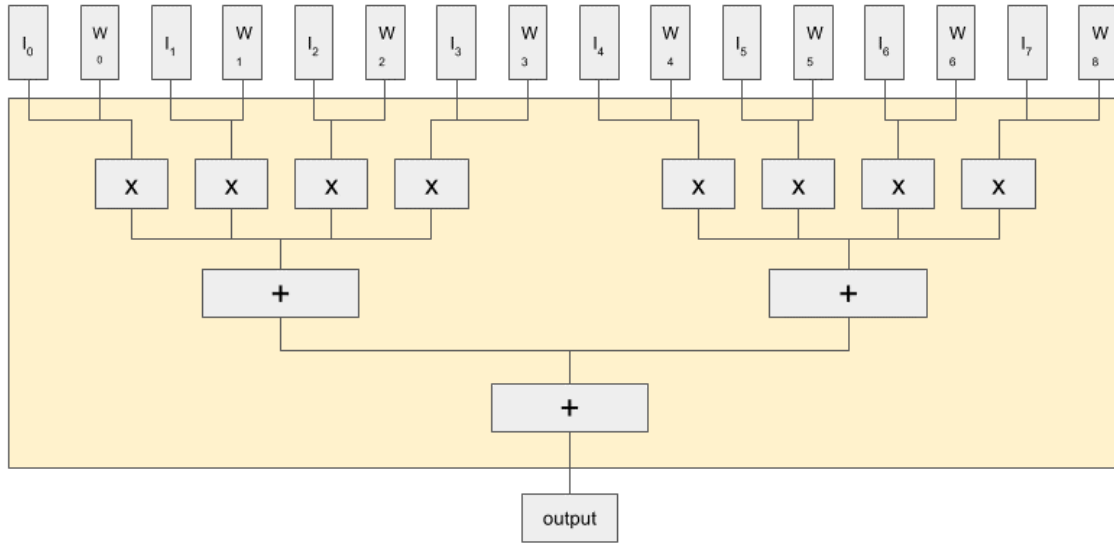 I0 W0 I1 W1 I2 W2 I3 W3 I4 W4 I5 W5 I6 W6 I7 W8
x x x x x x x x
+ +
+
output